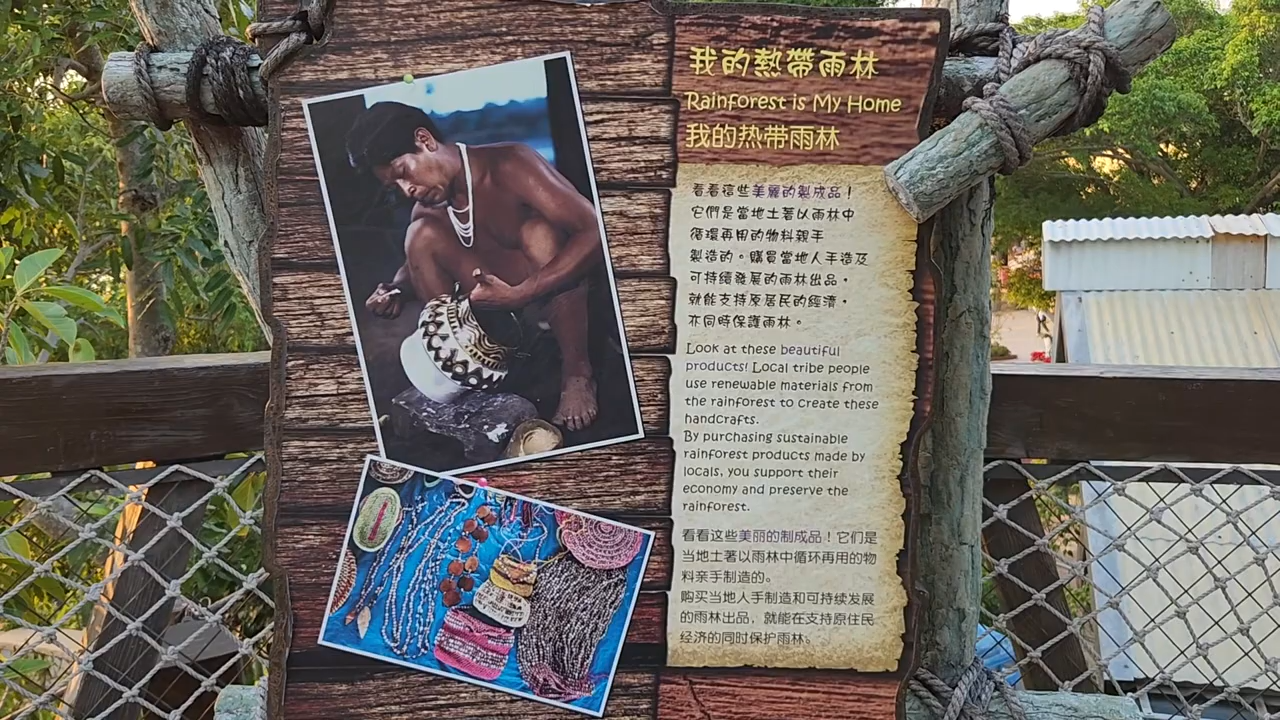 我的熱帶雨林
Rainforest is My Home
我的热带雨林
看看這些美麗的製成品！
它們是當地土著以雨林中
循環再用的物料親手
製造的。購買當地人手造及
可持續發展的雨林出品，
就能支持原居民的經濟，
亦同時保護雨林。
Look at these beautiful
products! Local tribe people
use renewable materials from
the rainforest to create these
handcrafts.
By purchasing sustainable
rainforest products made by
locals, you support their
economy and preserve the
rainforest.
看看这些美丽的制成品！它们是
当地土著以雨林中循环再用的物
料亲手制造的。
购买当地人手制造和可持续发展
的雨林出品，就能在支持原住民
经济的同时保护雨林。